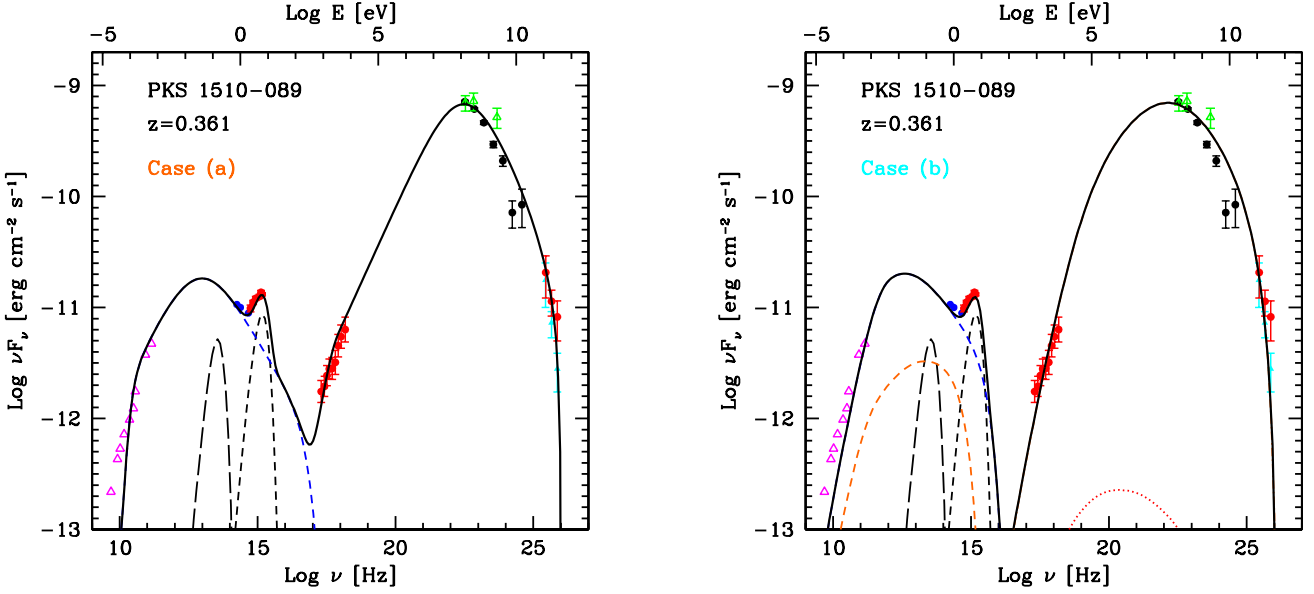 Log E [eV]
−5 0 5 10
PKS 1510−089
z=0.361
Case (a)
Log νFν [erg cm−2 s−1]
−9
−10
−11
−12
−13
10 15 20 25
Log ν [Hz]
Log E [eV]
−5 0 5 10
PKS 1510−089
z=0.361
Case (b)
Log νFν [erg cm−2 s−1]
−9
−10
−11
−12
−13
10 15 20 25
Log ν [Hz]